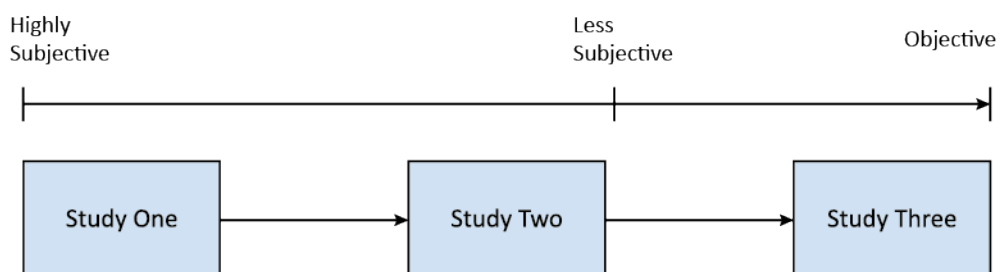 Highly
Subjective
Less
Subjective
Objective
Study One
Study Two
Study Three